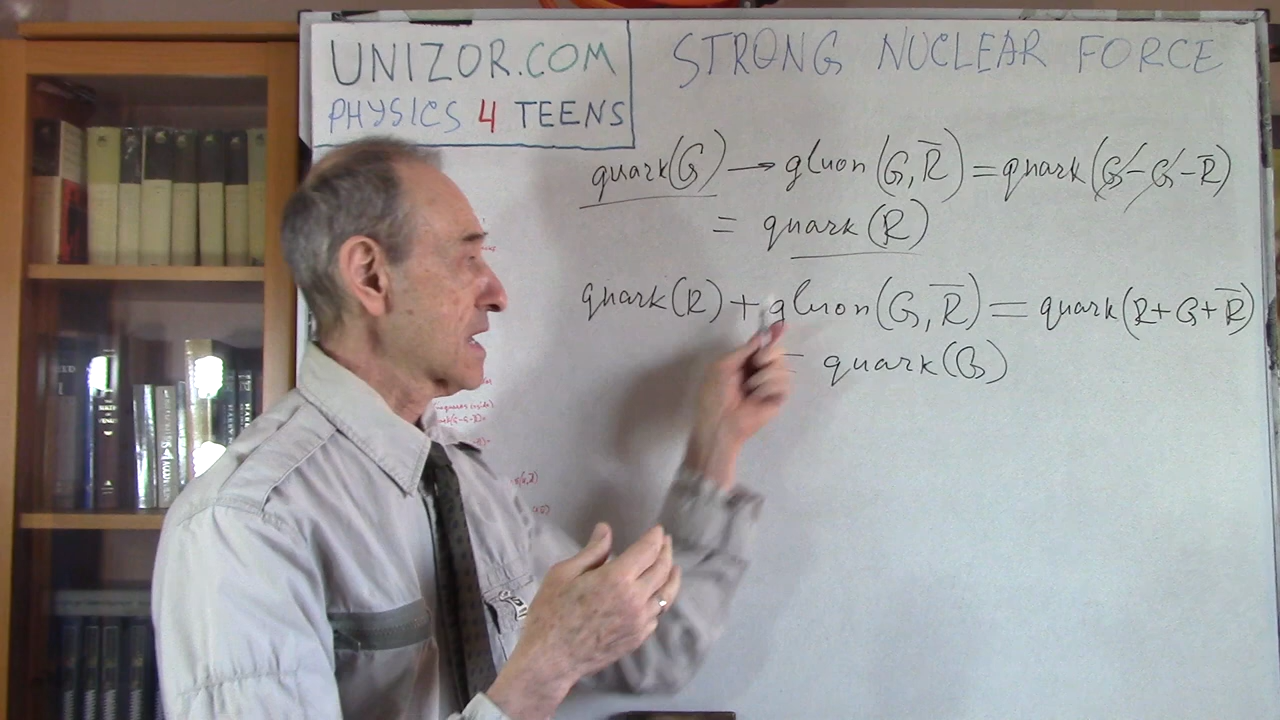 UNIZOR.COM
PHYSICS 4 TEENS
STRONG NUCLEAR FORCE
quark(G) → gluon(G, R̅) = quark(G - G - R̅)
= quark(R)
quark(R) + gluon(G, R̅) = quark(R+G+R̅)
= quark(G)